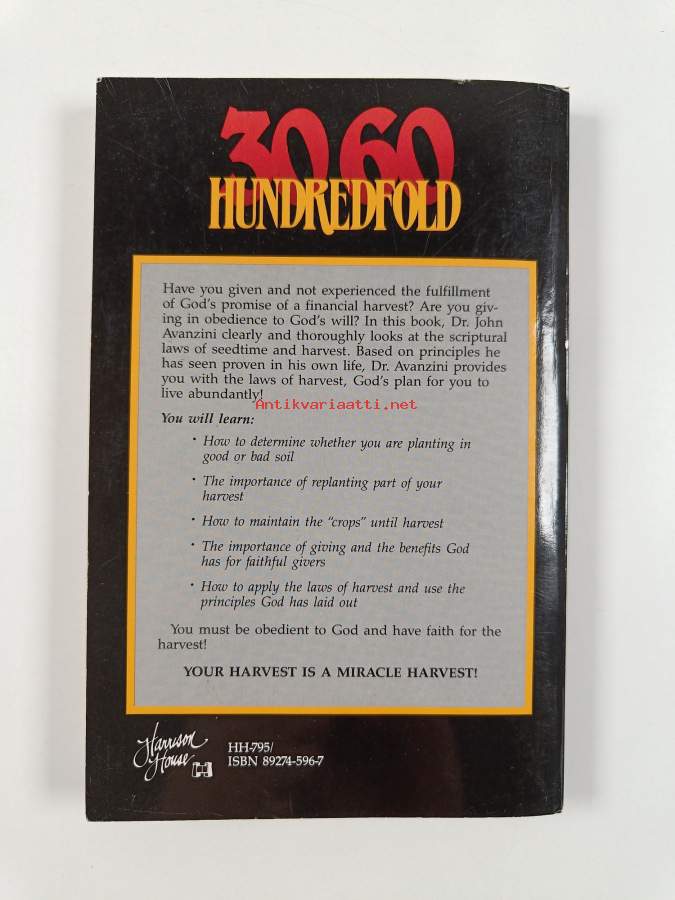 30 60
HUNDREDFOLD
Have you given and not experienced the fulfillment
of God's promise of a financial harvest? Are you giv-
ing in obedience to God's will? In this book, Dr. John
Avanzini clearly and thoroughly looks at the scriptural
laws of seedtime and harvest. Based on principles he
has seen proven in his own life, Dr. Avanzini provides
you with the laws of harvest, God's plan for you to
live abundantly!
Antikvariaatti.net
You will learn:
• How to determine whether you are planting in
good or bad soil
• The importance of replanting part of your
harvest
• How to maintain the “crops” until harvest
• The importance of giving and the benefits God
has for faithful givers
• How to apply the laws of harvest and use the
principles God has laid out
You must be obedient to God and have faith for the
harvest!
YOUR HARVEST IS A MIRACLE HARVEST!
Harrison
House
HH-795/
ISBN 89274-596-7